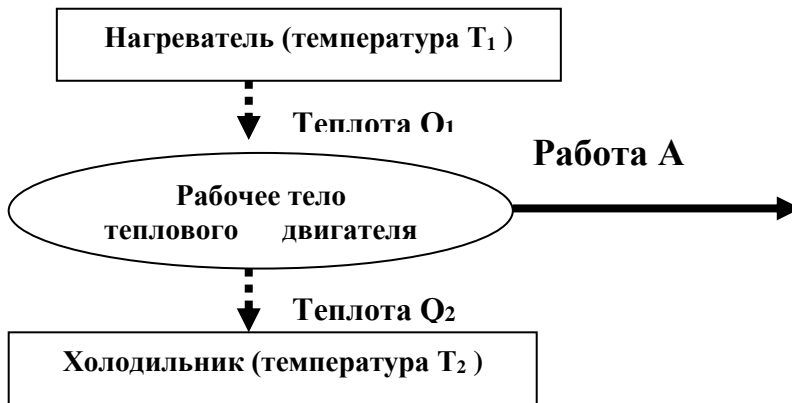 Нагреватель (температура T₁ )
Теплота Q₁
Работа А
Рабочее тело
теплового двигателя
Теплота Q₂
Холодильник (температура T₂ )